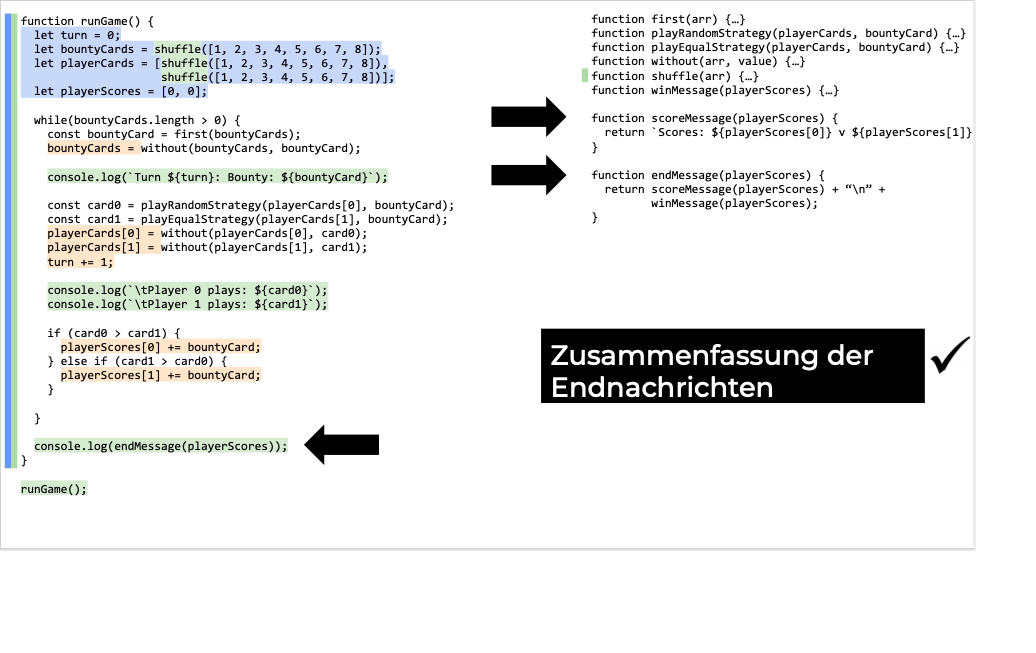 function runGame() {
let turn = 0;
let bountyCards = shuffle([1, 2, 3, 4, 5, 6, 7, 8]);
let playerCards = [shuffle([1, 2, 3, 4, 5, 6, 7, 8]),
shuffle([1, 2, 3, 4, 5, 6, 7, 8])];
let playerScores = [0, 0];
while(bountyCards.length > 0) {
const bountyCard = first(bountyCards);
bountyCards = without(bountyCards, bountyCard);
console.log(`Turn ${turn}: Bounty: ${bountyCard}`);
const card0 = playRandomStrategy(playerCards[0], bountyCard);
const card1 = playEqualStrategy(playerCards[1], bountyCard);
playerCards[0] = without(playerCards[0], card0);
playerCards[1] = without(playerCards[1], card1);
turn += 1;
console.log(`\tPlayer 0 plays: ${card0}`);
console.log(`\tPlayer 1 plays: ${card1}`);
if (card0 > card1) {
playerScores[0] += bountyCard;
} else if (card1 > card0) {
playerScores[1] += bountyCard;
}
}
console.log(endMessage(playerScores));
}
runGame();
function first(arr) {…}
function playRandomStrategy(playerCards, bountyCard) {…}
function playEqualStrategy(playerCards, bountyCard) {…}
function without(arr, value) {…}
function shuffle(arr) {…}
function winMessage(playerScores) {…}
function scoreMessage(playerScores) {
return `Scores: ${playerScores[0]} v ${playerScores[1]}
}
function endMessage(playerScores) {
return scoreMessage(playerScores) + “\n” +
winMessage(playerScores);
}
Zusammenfassung der
Endnachrichten